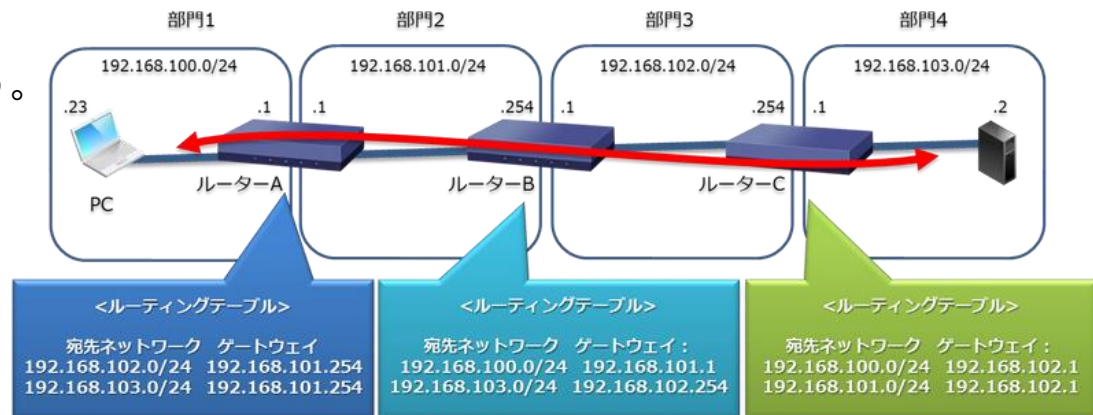 部門1 部門2 部門3 部門4
192.168.100.0/24 192.168.101.0/24 192.168.102.0/24 192.168.103.0/24
。
.23 .1 .1 .254 .1 .254 .1 .2
ルーターA ルーターB ルーターC
PC
<ルーティングテーブル>
宛先ネットワーク ゲートウェイ
192.168.102.0/24 192.168.101.254
192.168.103.0/24 192.168.101.254
<ルーティングテーブル>
宛先ネットワーク ゲートウェイ:
192.168.100.0/24 192.168.101.1
192.168.103.0/24 192.168.102.254
<ルーティングテーブル>
宛先ネットワーク ゲートウェイ:
192.168.100.0/24 192.168.102.1
192.168.101.0/24 192.168.102.1